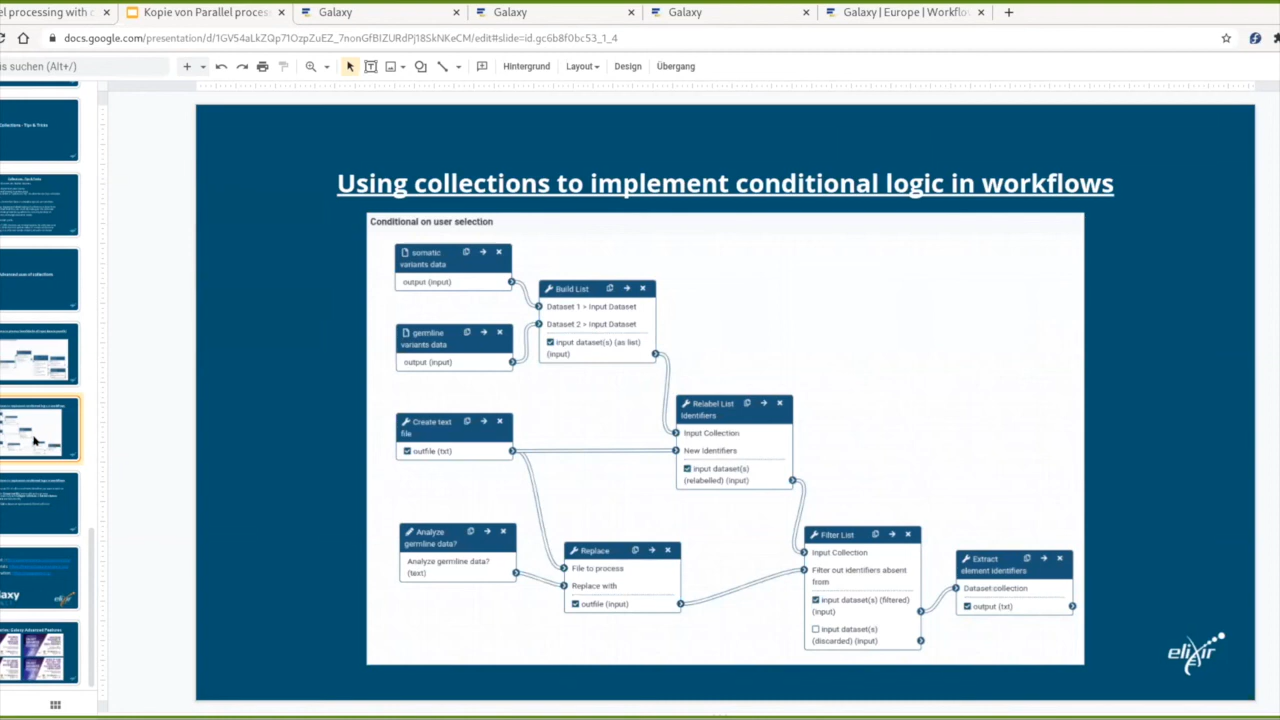 el processing with c
Kopie von Parallel process
Galaxy
Galaxy
Galaxy
Galaxy | Europe | Workflo
docs.google.com/presentation/d/1GV54aLkZQp71OzpZuEZ_7nonGfBIZURdPj18SkNKeCM/edit#slide=id.gc6b8f0bc53_1_4
s suchen (Alt+/)
Hintergrund
Layout
Design
Übergang
Collections - Tips & Tricks
Using collections to implement conditional logic in workflows
Conditional on user selection
somatic
variants data
output (input)
germline
variants data
output (input)
Build List
Dataset 1 » Input Dataset
Dataset 2 » Input Dataset
input dataset(s) (as list)
(input)
Create text
file
outfile (txt)
Relabel List
Identifiers
Input Collection
New Identifiers
input dataset(s)
(relabelled) (input)
Analyze
germline data?
Analyze germline data?
(text)
Replace
File to process
Replace with
outfile (input)
Filter List
Input Collection
Filter out identifiers absent
from
input dataset(s) (filtered)
(input)
input dataset(s)
(discarded) (input)
Extract
element identifiers
Dataset collection
output (txt)
elixir